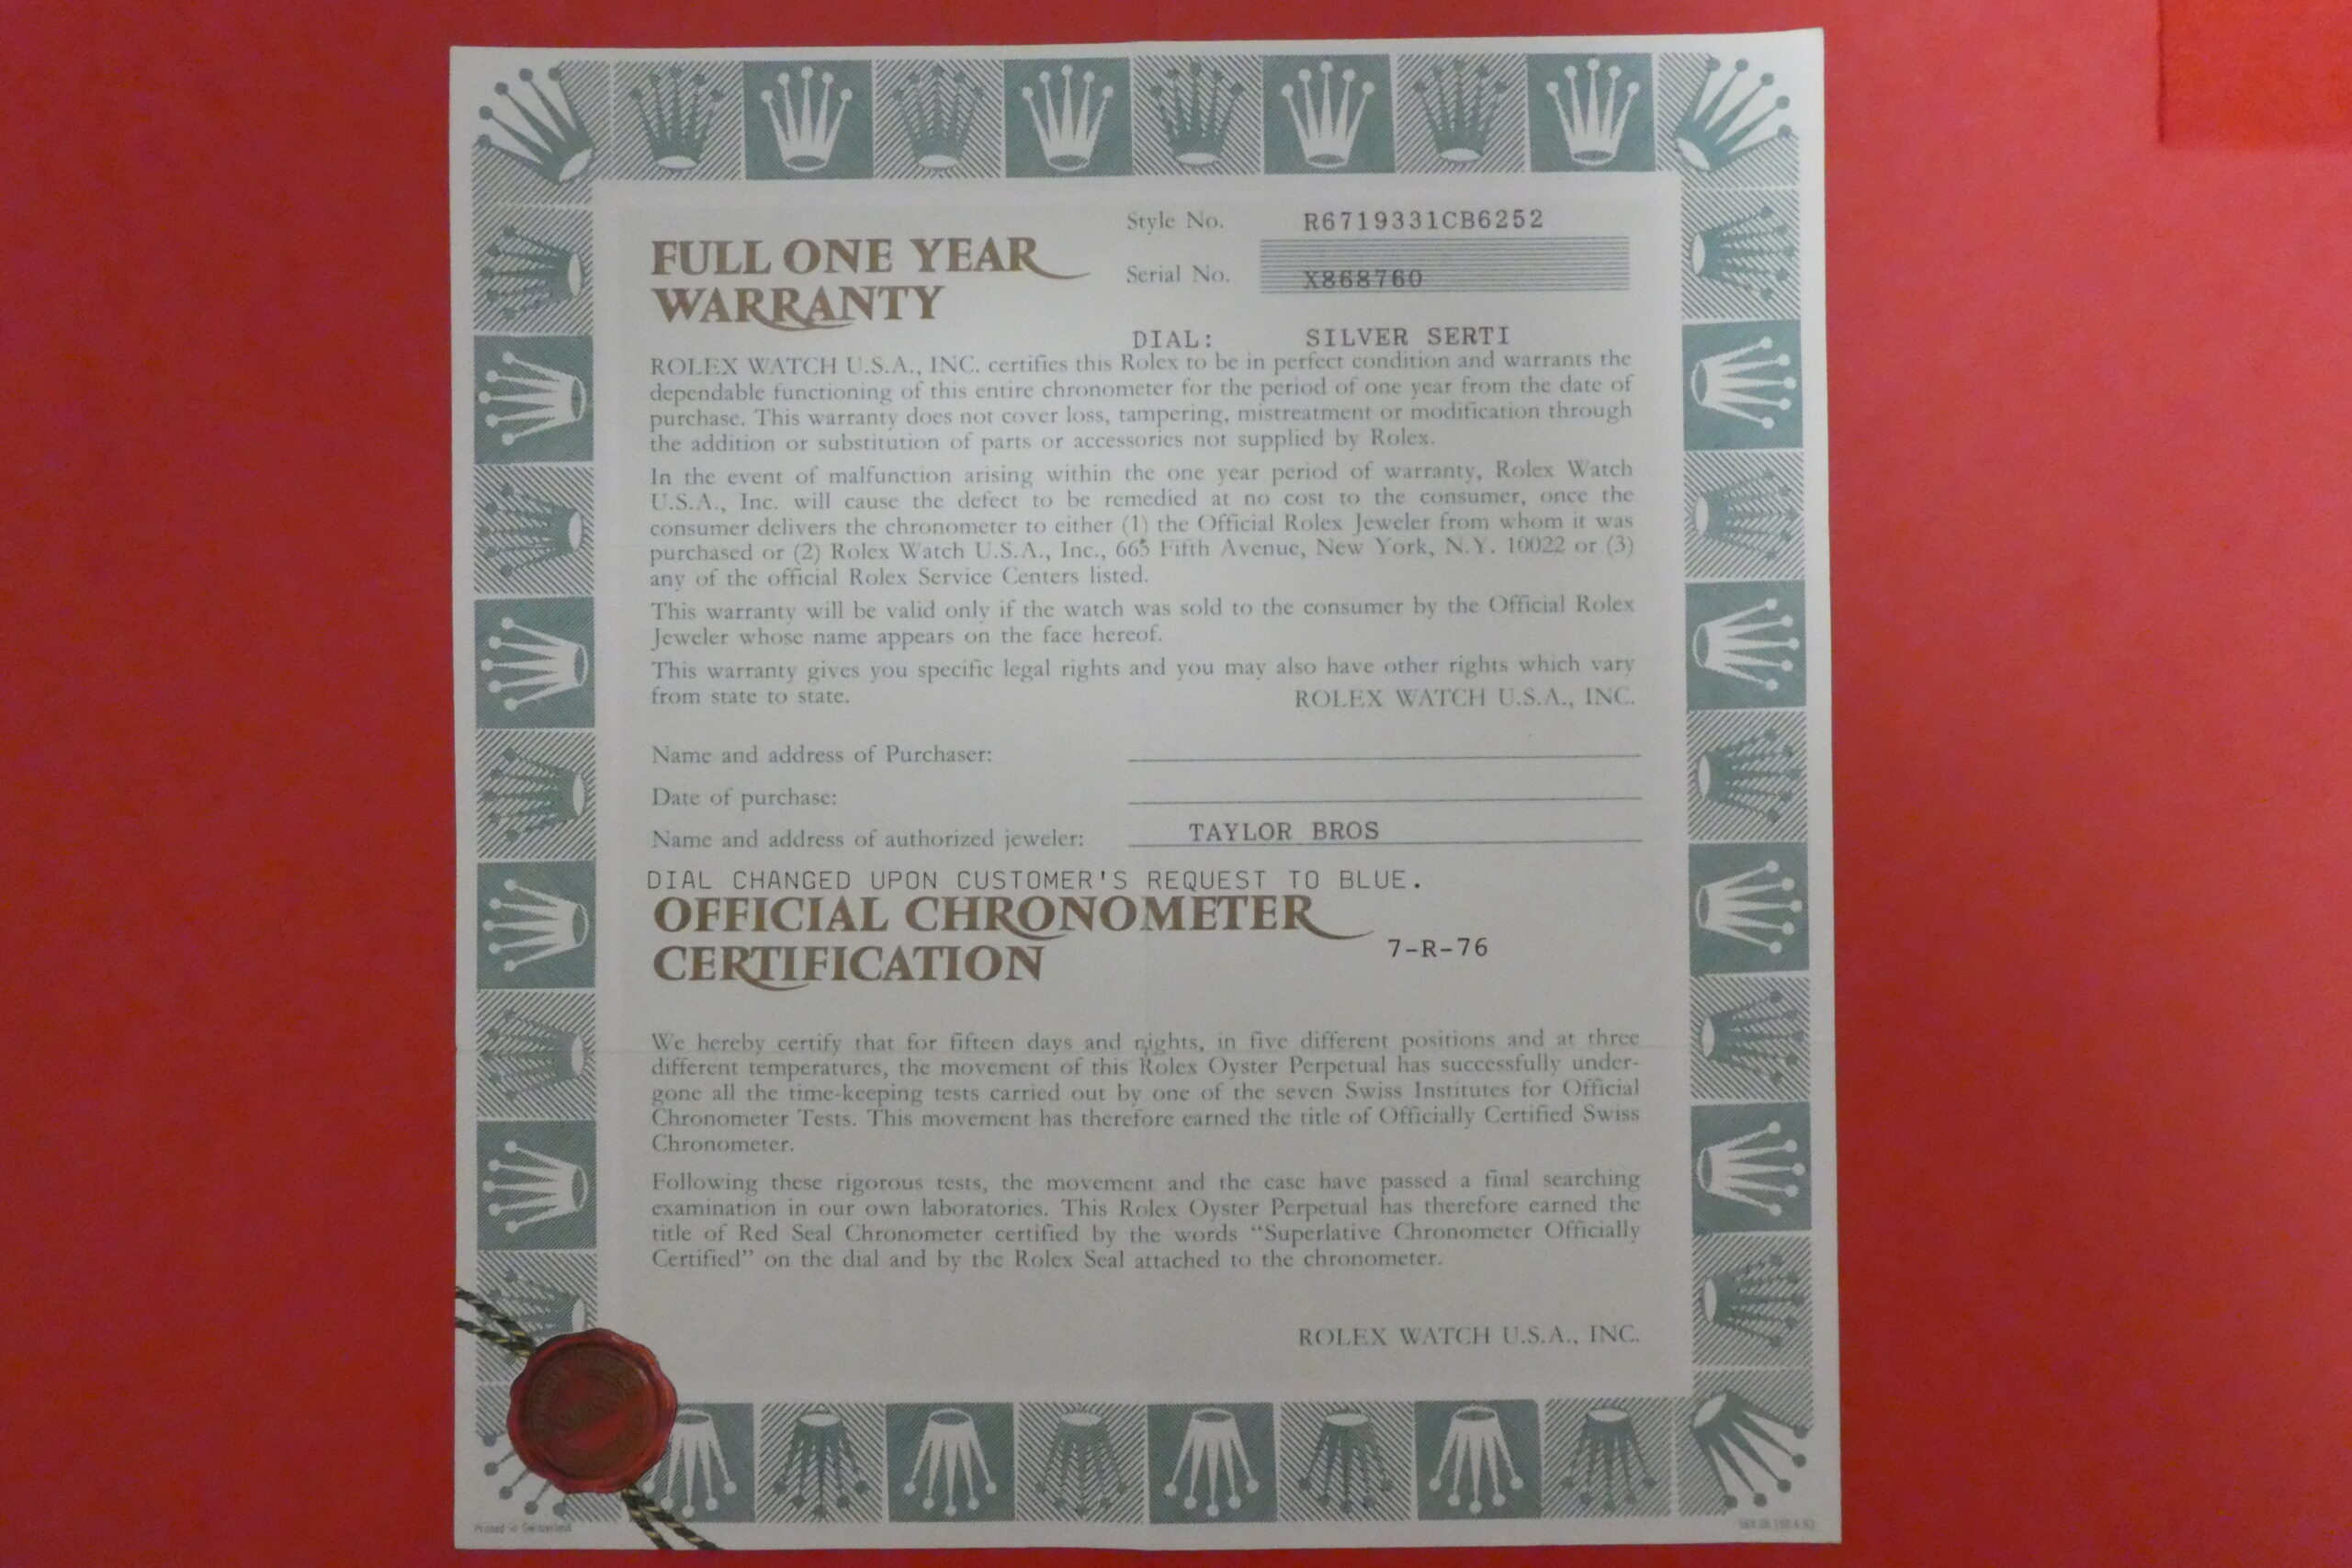 Style No. R6719331CB6252
FULL ONE YEAR
WARRANTY
Serial No. X868760
DIAL: SILVER SERTI
ROLEX WATCH U.S.A., INC. certifies this Rolex to be in perfect condition and warrants the
dependable functioning of this entire chronometer for the period of one year from the date of
purchase. This warranty does not cover loss, tampering, mistreatment or modification through
the addition or substitution of parts or accessories not supplied by Rolex.
In the event of malfunction arising within the one year period of warranty, Rolex Watch
U.S.A., Inc. will cause the defect to be remedied at no cost to the consumer, once the
consumer delivers the chronometer to either (1) the Official Rolex Jeweler from whom it was
purchased or (2) Rolex Watch U.S.A., Inc., 665 Fifth Avenue, New York, N.Y. 10022 or (3)
any of the official Rolex Service Centers listed.
This warranty will be valid only if the watch was sold to the consumer by the Official Rolex
Jeweler whose name appears on the face hereof.
This warranty gives you specific legal rights and you may also have other rights which vary
from state to state. ROLEX WATCH U.S.A., INC.
Name and address of Purchaser:
Date of purchase:
Name and address of authorized jeweler: TAYLOR BROS
DIAL CHANGED UPON CUSTOMER'S REQUEST TO BLUE.
OFFICIAL CHRONOMETER
CERTIFICATION
7-R-76
We hereby certify that for fifteen days and nights, in five different positions and at three
different temperatures, the movement of this Rolex Oyster Perpetual has successfully under-
gone all the time-keeping tests carried out by one of the seven Swiss Institutes for Official
Chronometer Tests. This movement has therefore earned the title of Officially Certified Swiss
Chronometer.
Following these rigorous tests, the movement and the case have passed a final searching
examination in our own laboratories. This Rolex Oyster Perpetual has therefore earned the
title of Red Seal Chronometer certified by the words “Superlative Chronometer Officially
Certified” on the dial and by the Rolex Seal attached to the chronometer.
ROLEX WATCH U.S.A., INC.
Printed in Switzerland